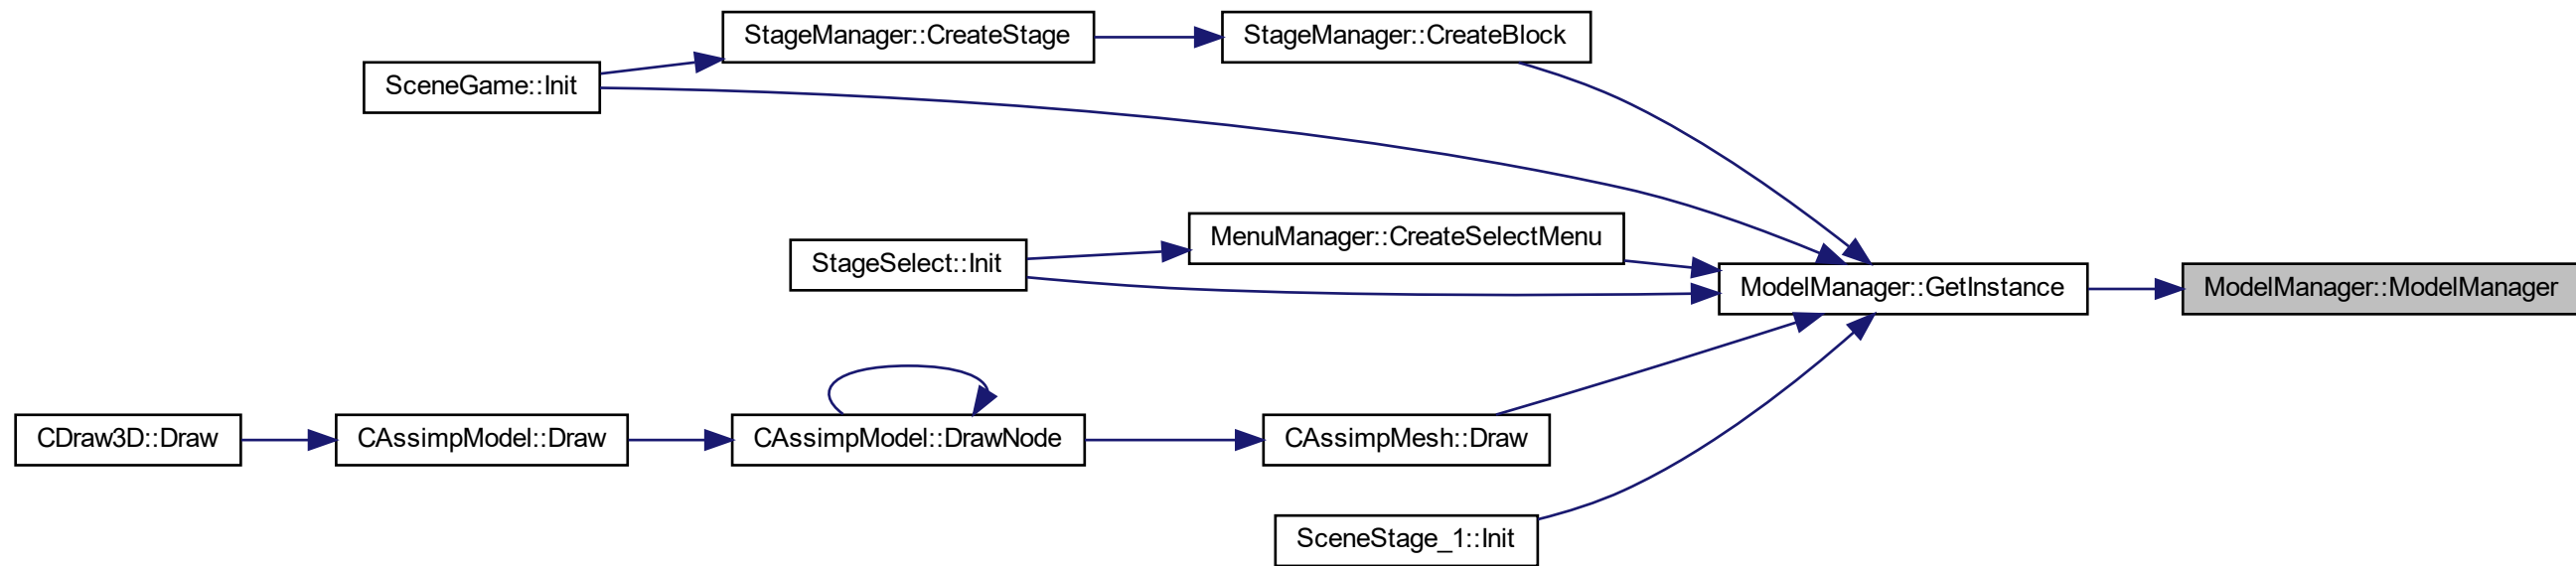 StageManager::CreateStage
StageManager::CreateBlock
SceneGame::Init
MenuManager::CreateSelectMenu
StageSelect::Init
ModelManager::GetInstance
ModelManager::ModelManager
CDraw3D::Draw
CAssimpModel::Draw
CAssimpModel::DrawNode
CAssimpMesh::Draw
SceneStage_1::Init